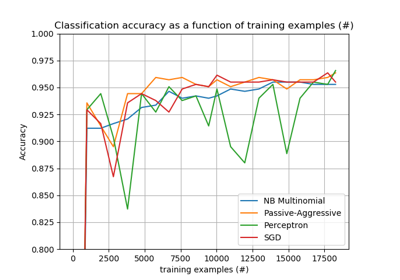 Classification accuracy as a function of training examples (#)
1.000
0.975
0.950
0.925
0.900
0.875
0.850
0.825
0.800
Accuracy
NB Multinomial
Passive-Aggressive
Perceptron
SGD
0 2500 5000 7500 10000 12500 15000 17500
training examples (#)